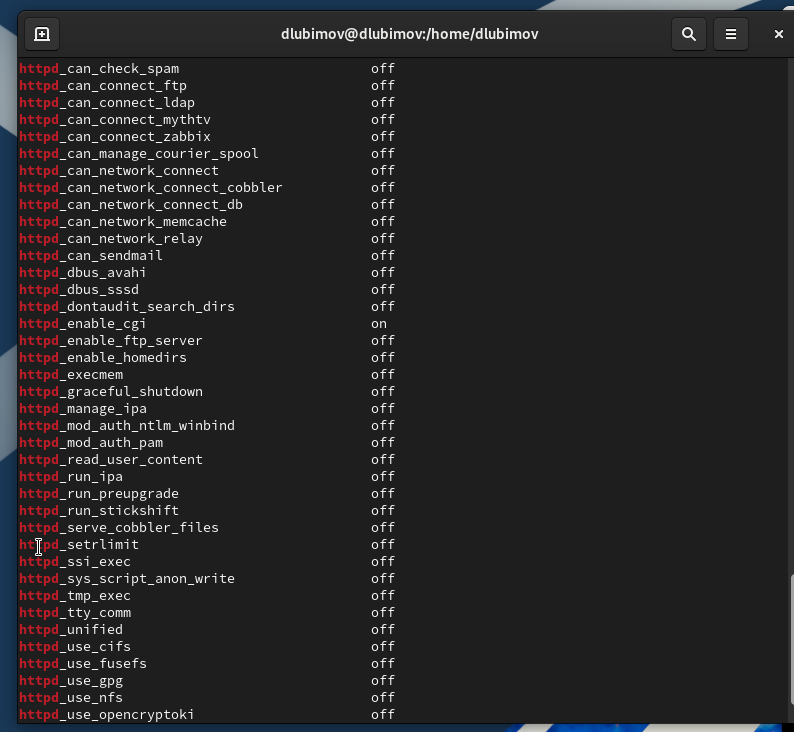 dlubimov@dlubimov:/home/dlubimov
httpd_can_check_spam off
httpd_can_connect_ftp off
httpd_can_connect_ldap off
httpd_can_connect_mythtv off
httpd_can_connect_zabbix off
httpd_can_manage_courier_spool off
httpd_can_network_connect off
httpd_can_network_connect_cobbler off
httpd_can_network_connect_db off
httpd_can_network_memcache off
httpd_can_network_relay off
httpd_can_sendmail off
httpd_dbus_avahi off
httpd_dbus_sssd off
httpd_dontaudit_search_dirs off
httpd_enable_cgi on
httpd_enable_ftp_server off
httpd_enable_homedirs off
httpd_execmem off
httpd_graceful_shutdown off
httpd_manage_ipa off
httpd_mod_auth_ntlm_winbind off
httpd_mod_auth_pam off
httpd_read_user_content off
httpd_run_ipa off
httpd_run_preupgrade off
httpd_run_stickshift off
httpd_serve_cobbler_files off
httpd_setrlimit off
httpd_ssi_exec off
httpd_sys_script_anon_write off
httpd_tmp_exec off
httpd_tty_comm off
httpd_unified off
httpd_use_cifs off
httpd_use_fusefs off
httpd_use_gpg off
httpd_use_nfs off
httpd_use_opencryptoki off